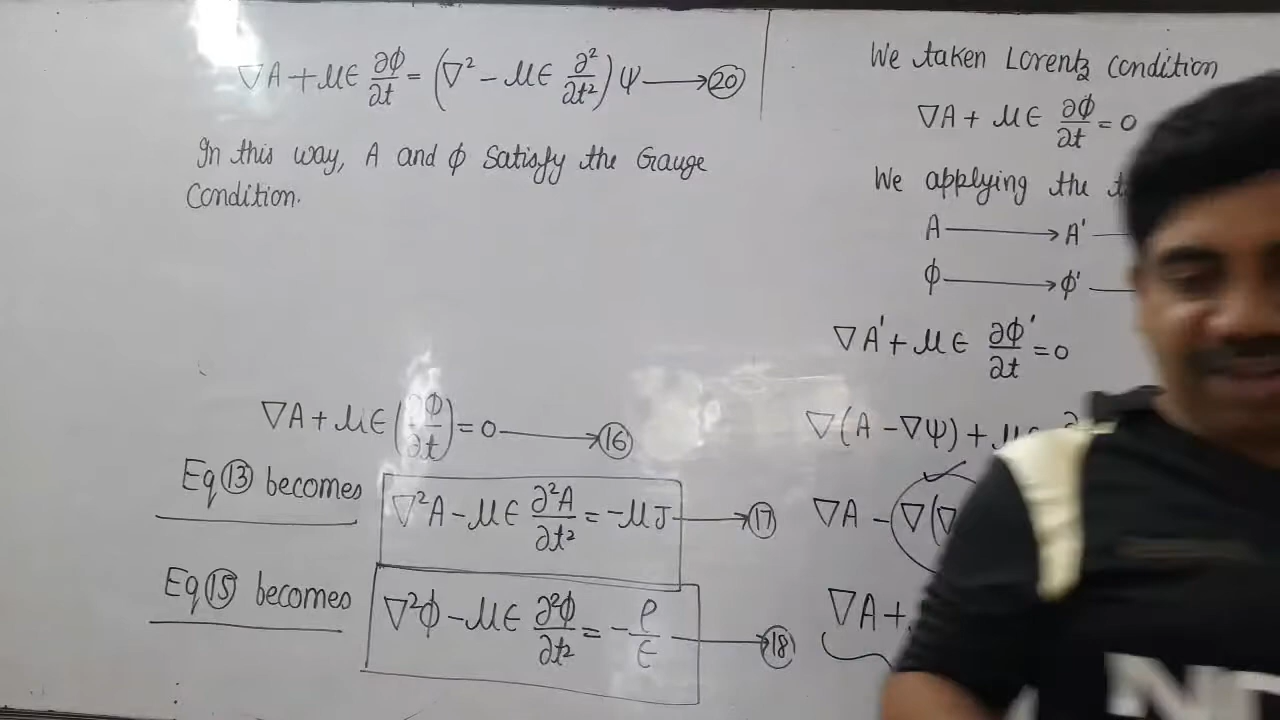 ∇A + με ∂Φ/∂t = (∇² − με ∂²/∂t²) ψ ⟶ 20
In this way, A and ϕ Satisfy the Gauge
Condition.
∇A + με (∂Φ/∂t) = 0 ⟶ 16
Eq 13 becomes ∇²A − με ∂²A/∂t² = −μJ ⟶ 17
Eq 15 becomes ∇²ϕ − με ∂²Φ/∂t² = −ρ/ε ⟶ 18
We taken Lorentz condition
∇A + με ∂Φ/∂t = 0
We applying the
A ⟶ A'
ϕ ⟶ ϕ'
∇A' + με ∂Φ'/∂t = 0
∇(A − ∇ψ) +
∇A − ∇(∇
∇A +